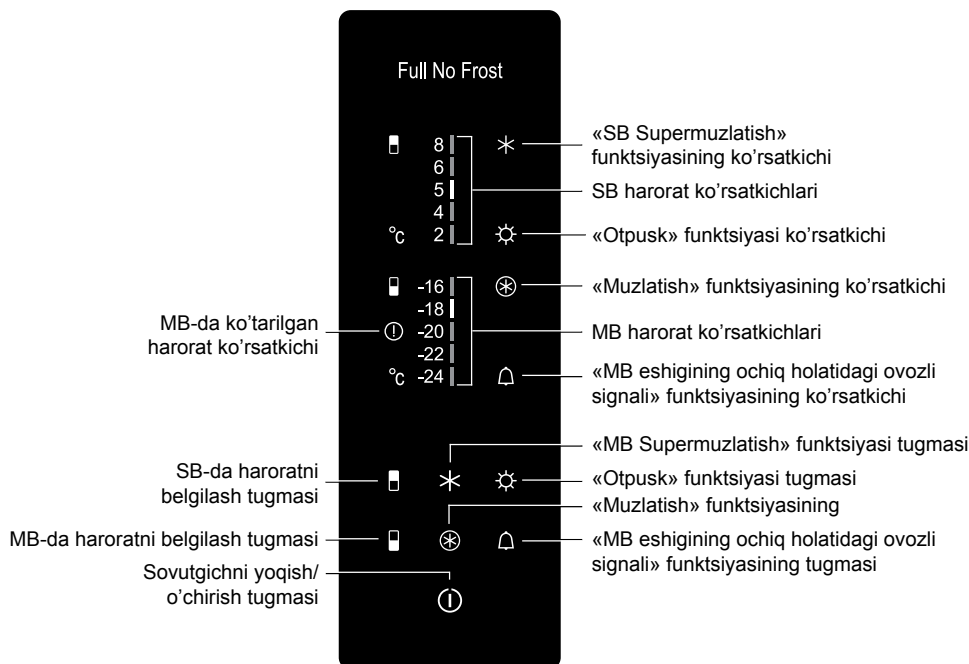 Full No Frost
8
6
5
4
°C 2
-16
-18
-20
-22
°C -24
«SB Supermuzlatish»
funktsiyasining ko’rsatkichi
SB harorat ko’rsatkichlari
«Otpusk» funktsiyasi ko’rsatkichi
«Muzlatish» funktsiyasining ko’rsatkichi
MB-da ko’tarilgan
harorat ko’rsatkichi
MB harorat ko’rsatkichlari
«MB eshigining ochiq holatidagi ovozli
signali» funktsiyasining ko’rsatkichi
«MB Supermuzlatish» funktsiyasi tugmasi
SB-da haroratni
belgilash tugmasi
«Otpusk» funktsiyasi tugmasi
«Muzlatish» funktsiyasining
MB-da haroratni belgilash tugmasi
«MB eshigining ochiq holatidagi ovozli
signali» funktsiyasining tugmasi
Sovutgichni yoqish/
o’chirish tugmasi